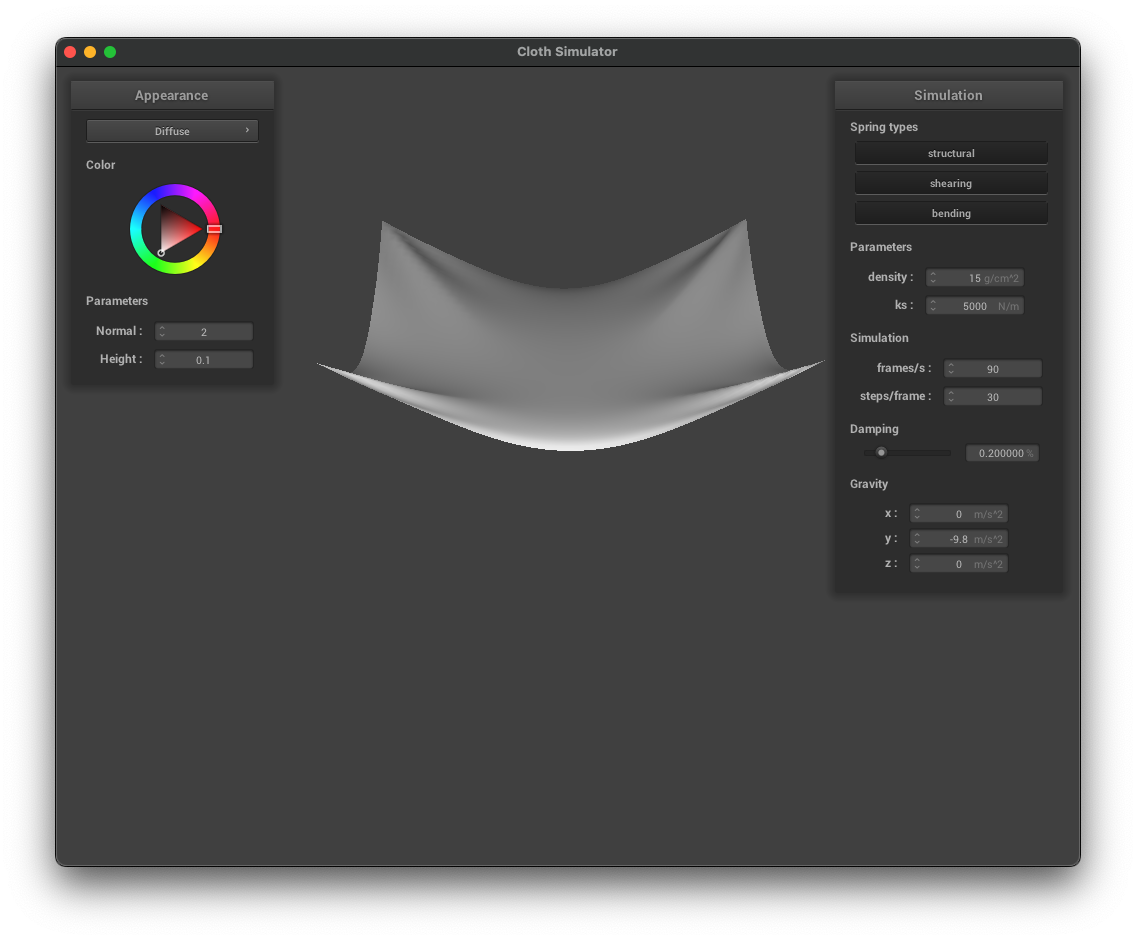 Cloth Simulator
Appearance
Diffuse ›
Color
Parameters
Normal : 2
Height : 0.1
Simulation
Spring types
structural
shearing
bending
Parameters
density : 15 g/cm^2
ks : 5000 N/m
Simulation
frames/s : 90
steps/frame : 30
Damping
0.200000 %
Gravity
x : 0 m/s^2
y : -9.8 m/s^2
z : 0 m/s^2